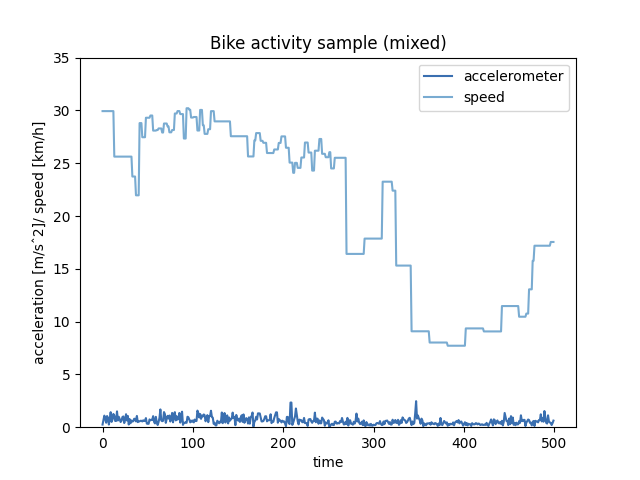 Bike activity sample (mixed)
accelerometer
speed
acceleration [m/s^2]/ speed [km/h]
35
30
25
20
15
10
5
0
0 100 200 300 400 500
time